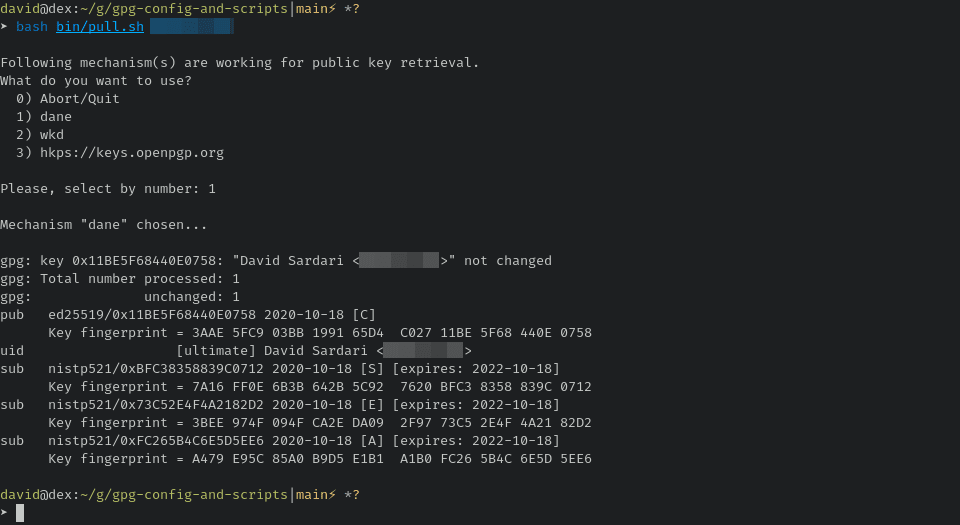 david@dex:~/g/gpg-config-and-scripts|main⚡ *?
➤ bash bin/pull.sh
Following mechanism(s) are working for public key retrieval.
What do you want to use?
  0) Abort/Quit
  1) dane
  2) wkd
  3) hkps://keys.openpgp.org
Please, select by number: 1
Mechanism "dane" chosen...
gpg: key 0x11BE5F68440E0758: "David Sardari <>" not changed
gpg: Total number processed: 1
gpg:              unchanged: 1
pub   ed25519/0x11BE5F68440E0758 2020-10-18 [C]
      Key fingerprint = 3AAE 5FC9 03BB 1991 65D4  C027 11BE 5F68 440E 0758
uid                   [ultimate] David Sardari <>
sub   nistp521/0xBFC38358839C0712 2020-10-18 [S] [expires: 2022-10-18]
      Key fingerprint = 7A16 FF0E 6B3B 642B 5C92  7620 BFC3 8358 839C 0712
sub   nistp521/0x73C52E4F4A2182D2 2020-10-18 [E] [expires: 2022-10-18]
      Key fingerprint = 3BEE 974F 094F CA2E DA09  2F97 73C5 2E4F 4A21 82D2
sub   nistp521/0xFC265B4C6E5D5EE6 2020-10-18 [A] [expires: 2022-10-18]
      Key fingerprint = A479 E95C 85A0 B9D5 E1B1  A1B0 FC26 5B4C 6E5D 5EE6
david@dex:~/g/gpg-config-and-scripts|main⚡ *?
➤